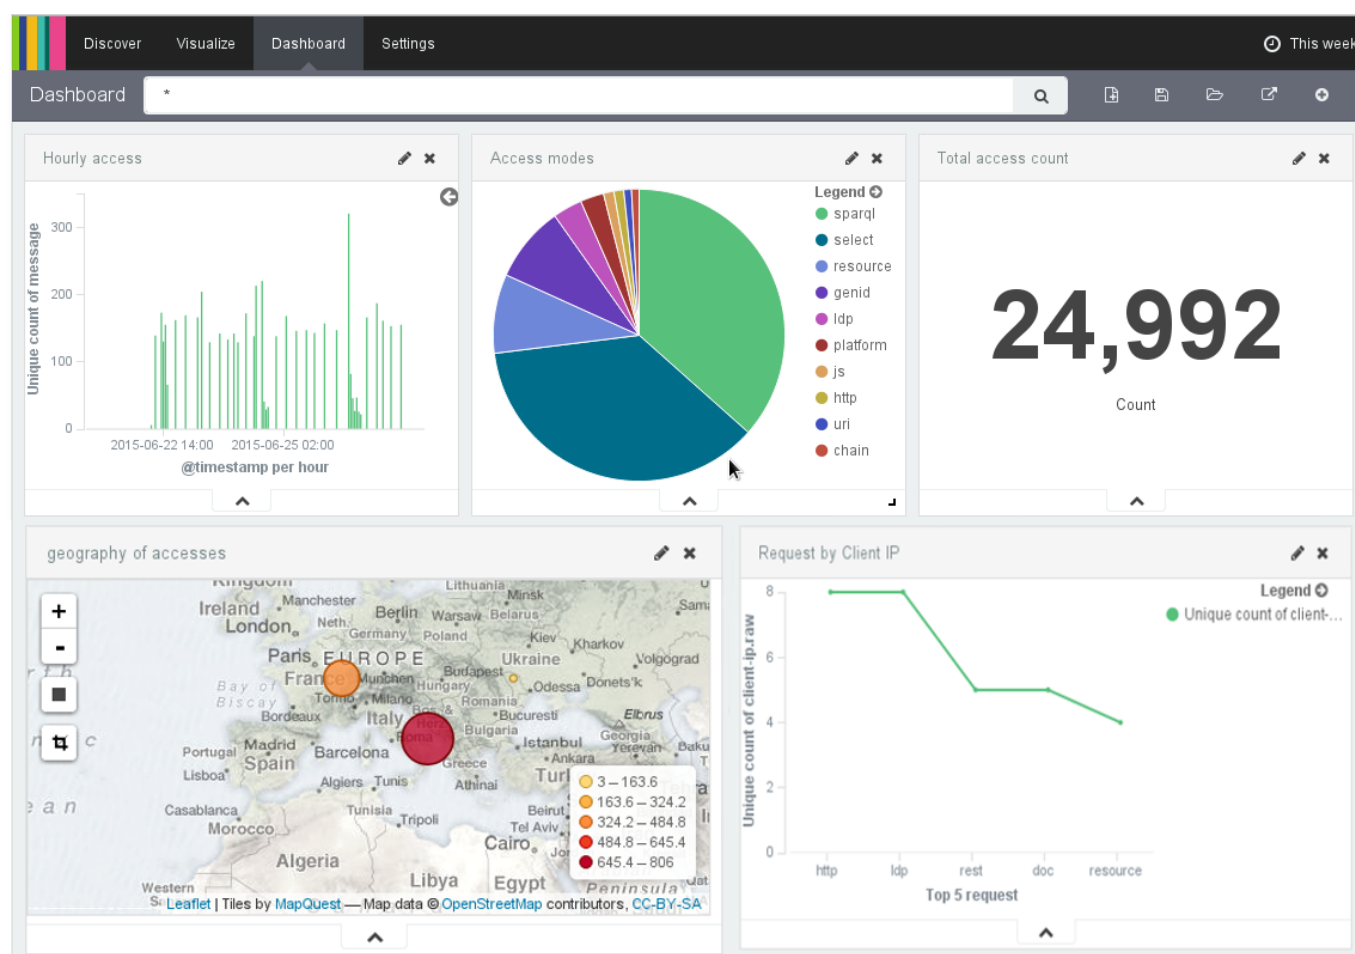 Discover Visualize Dashboard Settings This week
Dashboard *
Hourly access
Unique count of message
300
200
100
0
2015-06-22 14:00 2015-06-25 02:00
@timestamp per hour
Access modes
Legend
sparql
select
resource
genid
ldp
platform
js
http
uri
chain
Total access count
24,992
Count
geography of accesses
+
-
Kingdom
Lithuania
Minsk
Ireland
Manchester
Berlin
Warsaw
Belarus
Sam
London
Neth.
Germany
Poland
Kiev
Kharkov
Paris
EUROPE
Ukraine
Volgograd
Bay of
Biscay
Munchen
Budapest
Hungary
Odessa
Donets'k
Torino
Milano
Romania
Bordeaux
Italy
Bucuresti
Elbrus
Roma
Bulgaria
Georgia
Portugal
Madrid
Barcelona
Istanbul
Yerevan
Baku
Spain
Greece
Ankara
Lisboa
Algiers
Tunis
Athinai
Casablanca
Tunisia
Tripoli
Beirut
Morocco
Tel Aviv
Cairo
Algeria
Libya
Egypt
Western
Peninsula
3 – 163.6
163.6 – 324.2
324.2 – 484.8
484.8 – 645.4
645.4 – 806
Leaflet | Tiles by MapQuest — Map data © OpenStreetMap contributors, CC-BY-SA
Request by Client IP
Legend
Unique count of client-...
Unique count of client-ip.raw
8
6
4
2
0
http ldp rest doc resource
Top 5 request